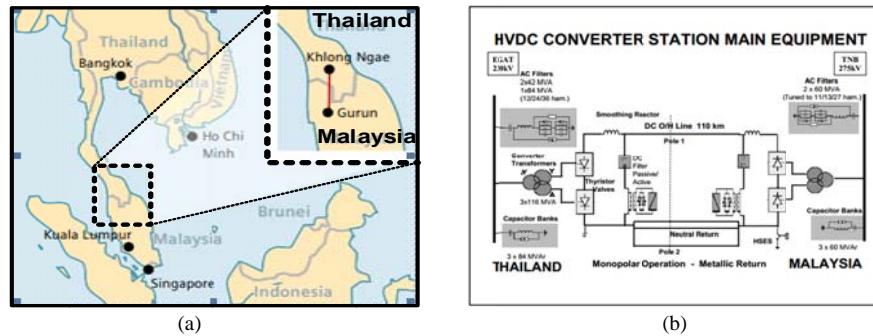 Thailand
Bangkok
Cambodia
Vietnam
Ho Chi
Minh
Thailand
Khlong Ngae
Gurun
Malaysia
Brunei
Kuala Lumpur
Malaysia
Singapore
Indonesia
(a)
HVDC CONVERTER STATION MAIN EQUIPMENT
EGAT
230kV
TNB
275kV
AC Filters
2x42 MVA
1x84 MVA
(12/24/36 ham.)
AC Filters
2 x 60 MVA
(Tuned to 11/13/27 ham.)
Smoothing Reactor
DC O/H Line 110 km
Pole 1
Converter
Transformers
Thyristor
Valves
DC
Filter
Passive/
Active
3x116 MVA
Capacitor Banks
Capacitor Banks
Neutral Return
HSES
3 x 84 MVAr
Pole 2
3 x 60 MVAr
THAILAND
Monopolar Operation - Metallic Return
MALAYSIA
(b)